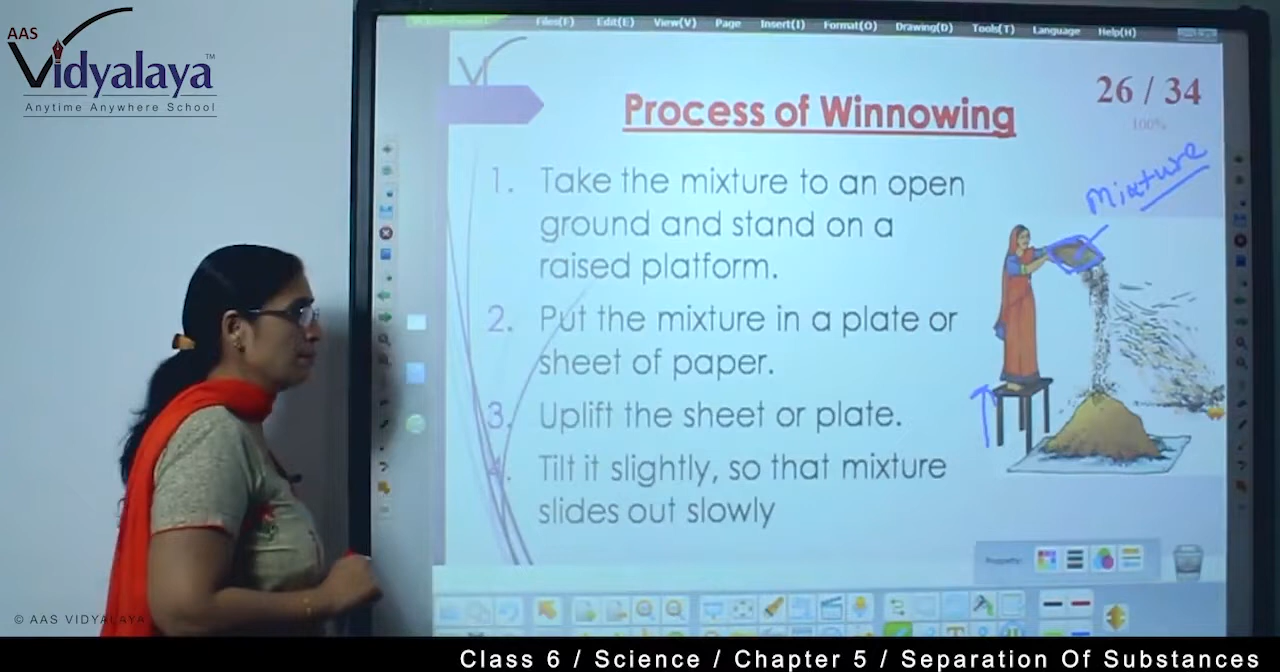 AAS
Vidyalaya™
Anytime Anywhere School
Files(F) Edit(E) View(V) Page Insert(I) Format(O) Drawing(D) Tools(T) Language Help(H)
Process of Winnowing
26 / 34
100%
Mixture
1. Take the mixture to an open
ground and stand on a
raised platform.
2. Put the mixture in a plate or
sheet of paper.
3. Uplift the sheet or plate.
4. Tilt it slightly, so that mixture
slides out slowly
Property:
© AAS VIDYALAYA
Class 6 / Science / Chapter 5 / Separation Of Substances